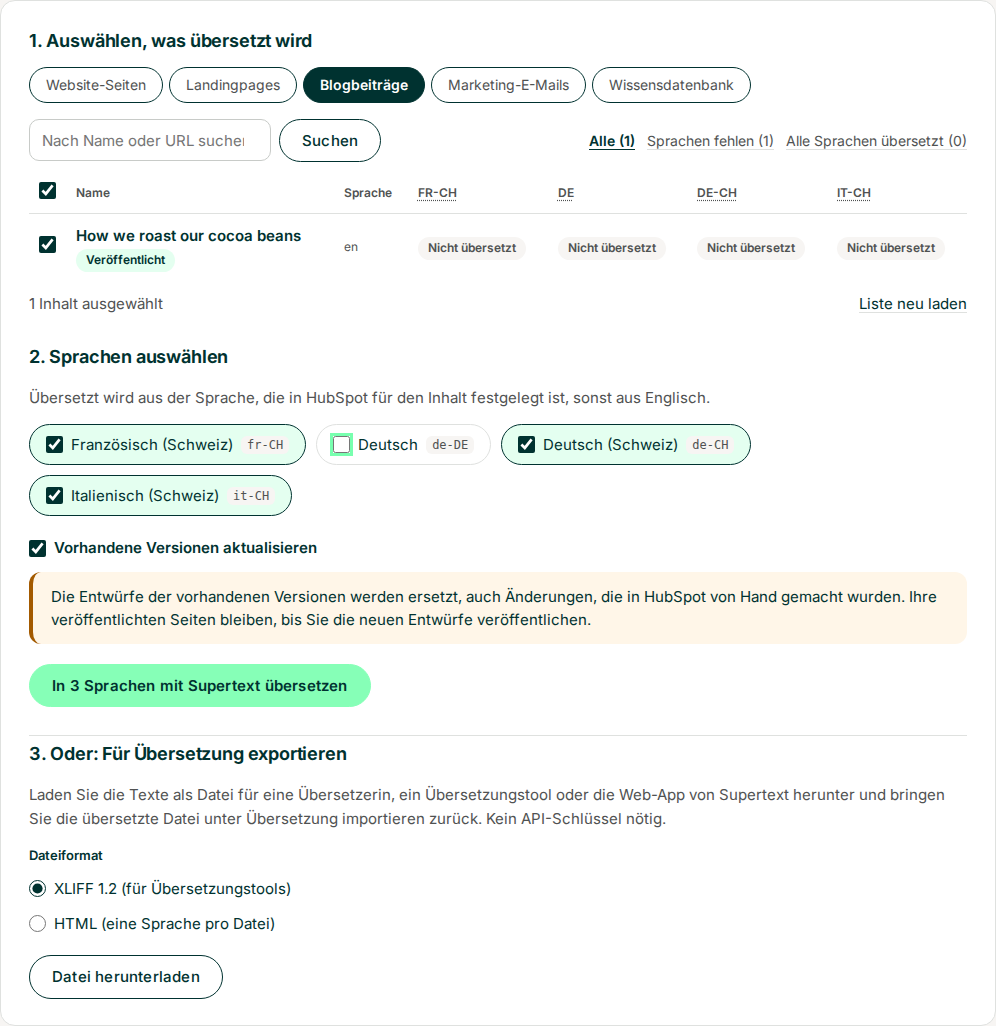 1. Auswählen, was übersetzt wird
Website-Seiten
Landingpages
Blogbeiträge
Marketing-E-Mails
Wissensdatenbank
Nach Name oder URL suchen
Suchen
Alle (1)
Sprachen fehlen (1)
Alle Sprachen übersetzt (0)
Name
Sprache
FR-CH
DE
DE-CH
IT-CH
How we roast our cocoa beans
Veröffentlicht
en
Nicht übersetzt
Nicht übersetzt
Nicht übersetzt
Nicht übersetzt
1 Inhalt ausgewählt
Liste neu laden
2. Sprachen auswählen
Übersetzt wird aus der Sprache, die in HubSpot für den Inhalt festgelegt ist, sonst aus Englisch.
Französisch (Schweiz) fr-CH
Deutsch de-DE
Deutsch (Schweiz) de-CH
Italienisch (Schweiz) it-CH
Vorhandene Versionen aktualisieren
Die Entwürfe der vorhandenen Versionen werden ersetzt, auch Änderungen, die in HubSpot von Hand gemacht wurden. Ihre
veröffentlichten Seiten bleiben, bis Sie die neuen Entwürfe veröffentlichen.
In 3 Sprachen mit Supertext übersetzen
3. Oder: Für Übersetzung exportieren
Laden Sie die Texte als Datei für eine Übersetzerin, ein Übersetzungstool oder die Web-App von Supertext herunter und bringen
Sie die übersetzte Datei unter Übersetzung importieren zurück. Kein API-Schlüssel nötig.
Dateiformat
XLIFF 1.2 (für Übersetzungstools)
HTML (eine Sprache pro Datei)
Datei herunterladen